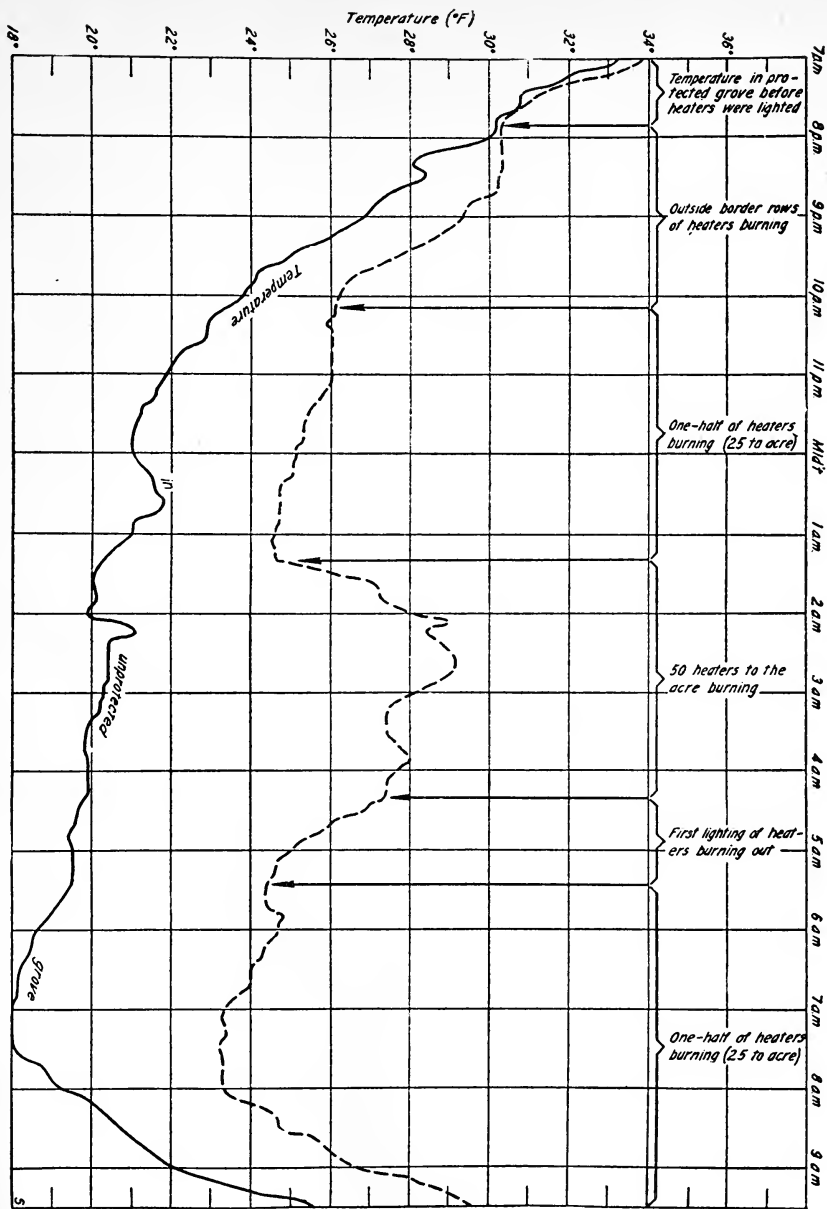 Temperature (°F)
18° 20° 22° 24° 26° 28° 30° 32° 34° 36°
7am
8pm
9pm
10pm
11pm
Mid't
1am
2am
3am
4am
5am
6am
7am
8am
9am
Temperature in pro-
tected grove before
heaters were lighted
Outside border rows
of heaters burning
One-half of heaters
burning (25 to acre)
50 heaters to the
acre burning
First lighting of heat-
ers burning out
One-half of heaters
burning (25 to acre)
Temperature in unprotected grove
S